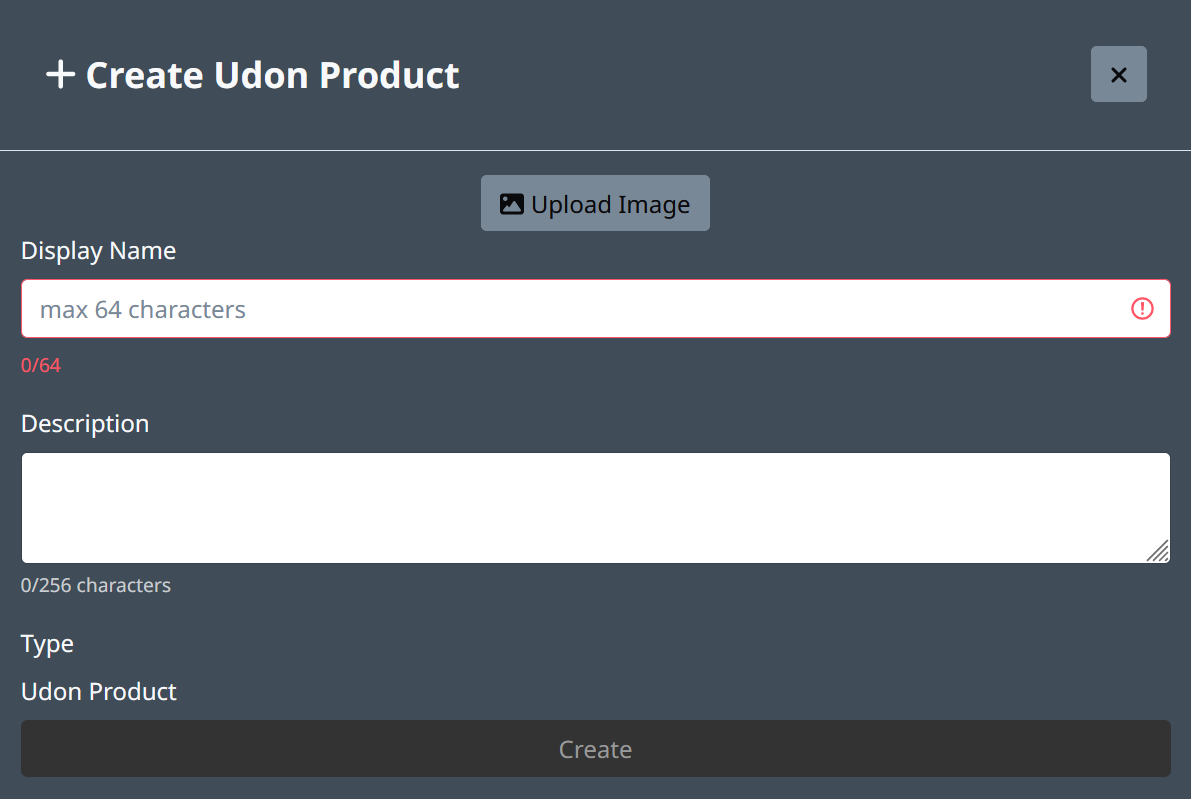 Create Udon Product
Upload Image
Display Name
max 64 characters
0/64
Description
0/256 characters
Type
Udon Product
Create